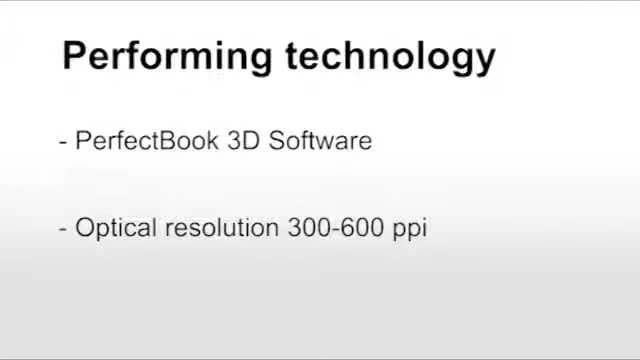 Performing technology
- PerfectBook 3D Software
- Optical resolution 300-600 ppi